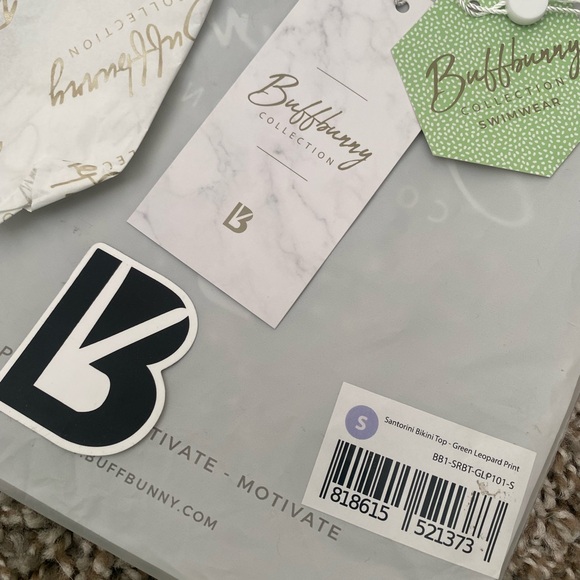 Buffbunny
COLLECTION
Buffbunny
COLLECTION
B
Buffbunny
COLLECTION
SWIMWEAR
B
MOTIVATE
BUFFBUNNY.COM
S
Santorini Bikini Top - Green Leopard Print
BB1-SRBT-GLP101-S
818615 521373